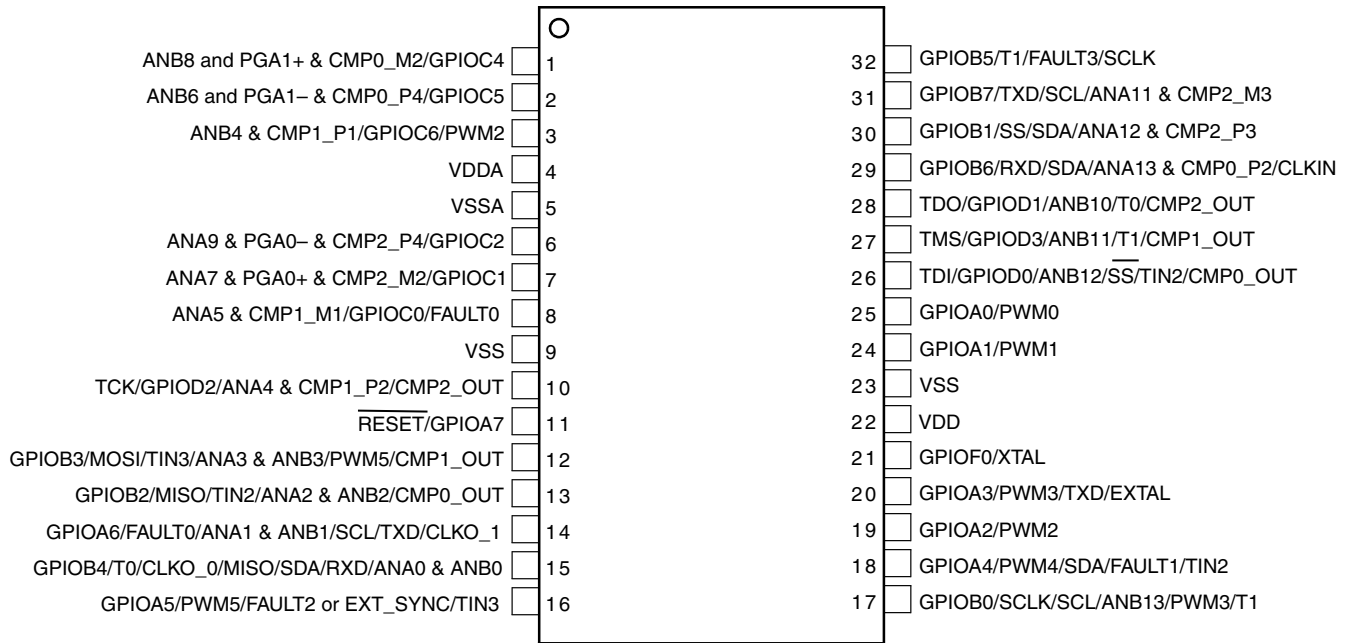 ANB8 and PGA1+ & CMP0_M2/GPIOC4 1
ANB6 and PGA1– & CMP0_P4/GPIOC5 2
ANB4 & CMP1_P1/GPIOC6/PWM2 3
VDDA 4
VSSA 5
ANA9 & PGA0– & CMP2_P4/GPIOC2 6
ANA7 & PGA0+ & CMP2_M2/GPIOC1 7
ANA5 & CMP1_M1/GPIOC0/FAULT0 8
VSS 9
TCK/GPIOD2/ANA4 & CMP1_P2/CMP2_OUT 10
RESET/GPIOA7 11
GPIOB3/MOSI/TIN3/ANA3 & ANB3/PWM5/CMP1_OUT 12
GPIOB2/MISO/TIN2/ANA2 & ANB2/CMP0_OUT 13
GPIOA6/FAULT0/ANA1 & ANB1/SCL/TXD/CLKO_1 14
GPIOB4/T0/CLKO_0/MISO/SDA/RXD/ANA0 & ANB0 15
GPIOA5/PWM5/FAULT2 or EXT_SYNC/TIN3 16
32 GPIOB5/T1/FAULT3/SCLK
31 GPIOB7/TXD/SCL/ANA11 & CMP2_M3
30 GPIOB1/SS/SDA/ANA12 & CMP2_P3
29 GPIOB6/RXD/SDA/ANA13 & CMP0_P2/CLKIN
28 TDO/GPIOD1/ANB10/T0/CMP2_OUT
27 TMS/GPIOD3/ANB11/T1/CMP1_OUT
26 TDI/GPIOD0/ANB12/SS/TIN2/CMP0_OUT
25 GPIOA0/PWM0
24 GPIOA1/PWM1
23 VSS
22 VDD
21 GPIOF0/XTAL
20 GPIOA3/PWM3/TXD/EXTAL
19 GPIOA2/PWM2
18 GPIOA4/PWM4/SDA/FAULT1/TIN2
17 GPIOB0/SCLK/SCL/ANB13/PWM3/T1